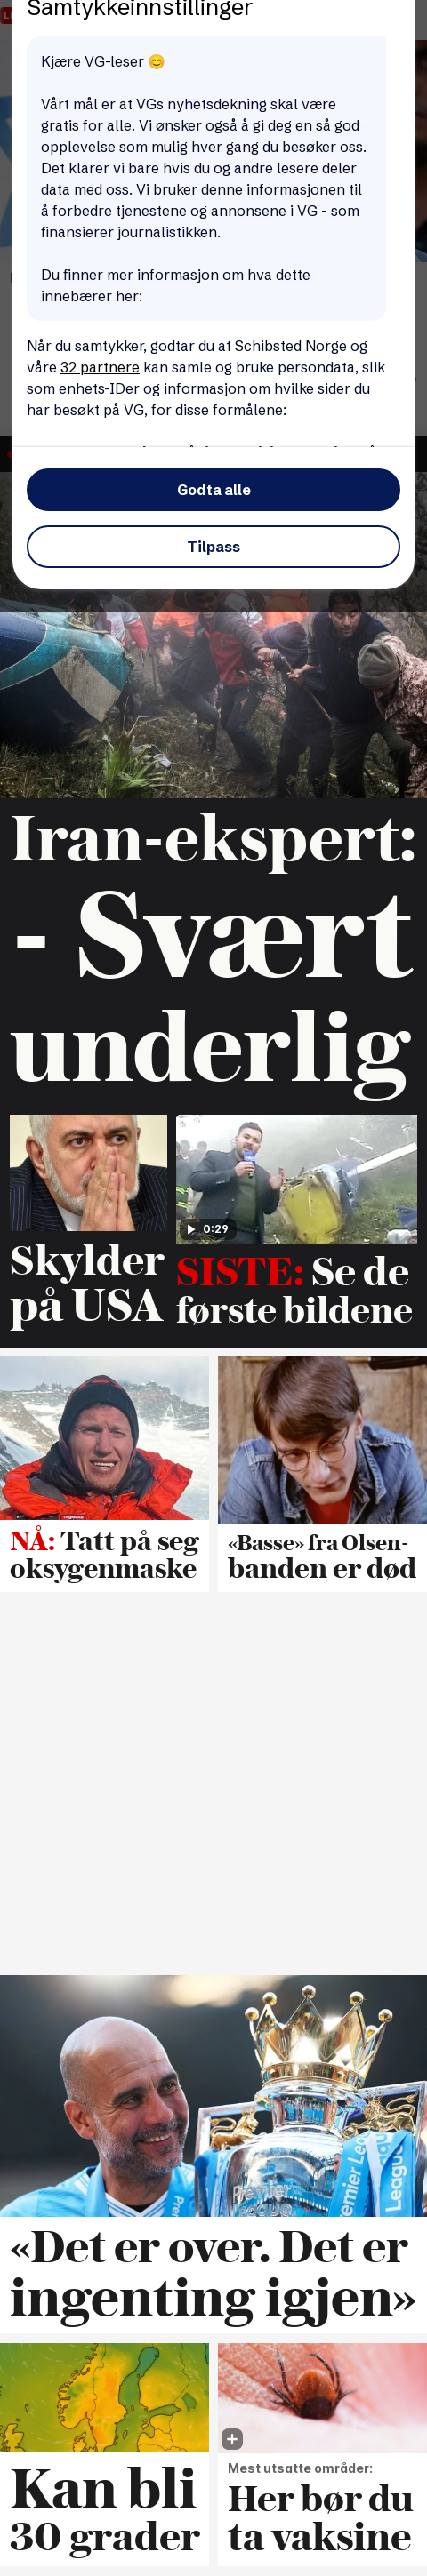 Samtykkeinnstillinger
Kjære VG-leser 😊
Vårt mål er at VGs nyhetsdekning skal være
gratis for alle. Vi ønsker også å gi deg en så god
opplevelse som mulig hver gang du besøker oss.
Det klarer vi bare hvis du og andre lesere deler
data med oss. Vi bruker denne informasjonen til
å forbedre tjenestene og annonsene i VG - som
finansierer journalistikken.
Du finner mer informasjon om hva dette
innebærer her:
Når du samtykker, godtar du at Schibsted Norge og
våre 32 partnere kan samle og bruke persondata, slik
som enhets-IDer og informasjon om hvilke sider du
har besøkt på VG, for disse formålene:
Godta alle
Tilpass
Iran-ekspert:
- Svært
underlig
0:29
Skylder
på USA
SISTE: Se de
første bildene
NÅ: Tatt på seg
oksygenmaske
«Basse» fra Olsen-
banden er død
Premier
League
Premier League
«Det er over. Det er
ingenting igjen»
Kan bli
30 grader
Mest utsatte områder:
Her bør du
ta vaksine